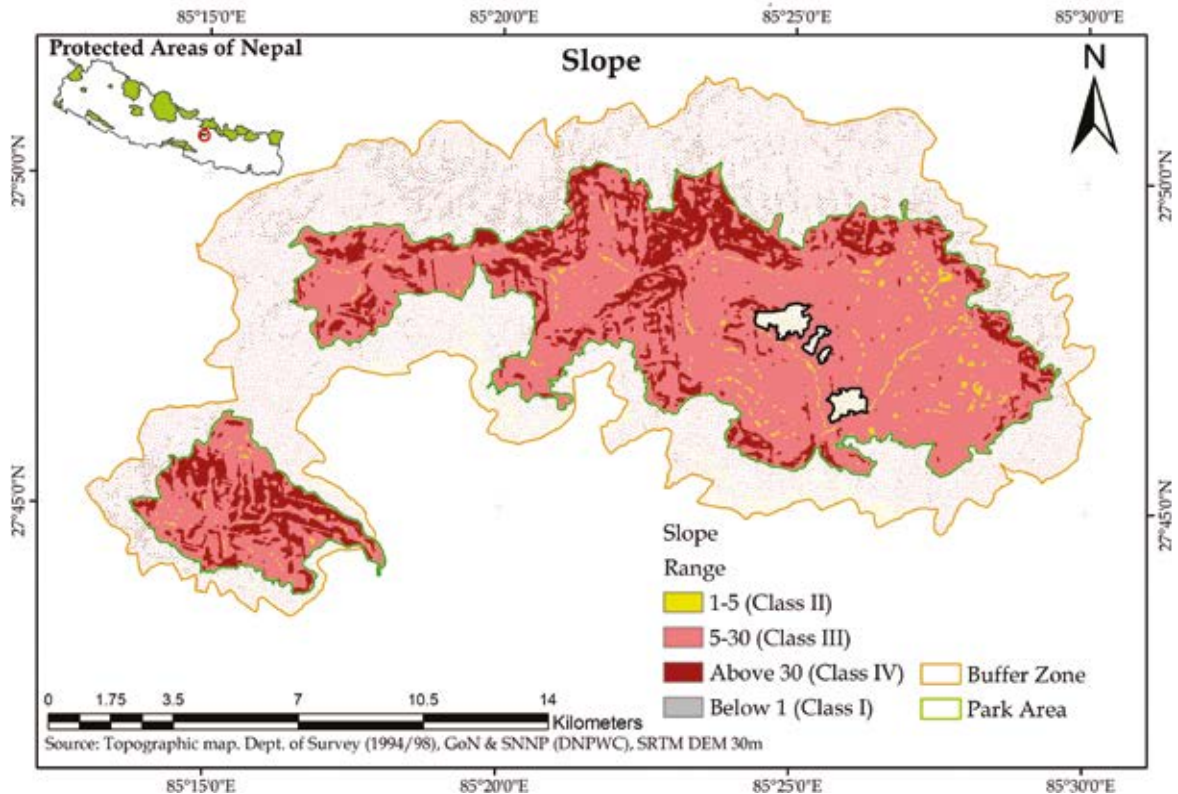 85°15'0"E 85°20'0"E 85°25'0"E 85°30'0"E
Protected Areas of Nepal
Slope
N
27°50'0"N 27°50'0"N
27°45'0"N 27°45'0"N
Slope
Range
1-5 (Class II)
5-30 (Class III)
Above 30 (Class IV) Buffer Zone
Below 1 (Class I) Park Area
0 1.75 3.5 7 10.5 14
Kilometers
Source: Topographic map. Dept. of Survey (1994/98), GoN & SNNP (DNPWC), SRTM DEM 30m
85°15'0"E 85°20'0"E 85°25'0"E 85°30'0"E